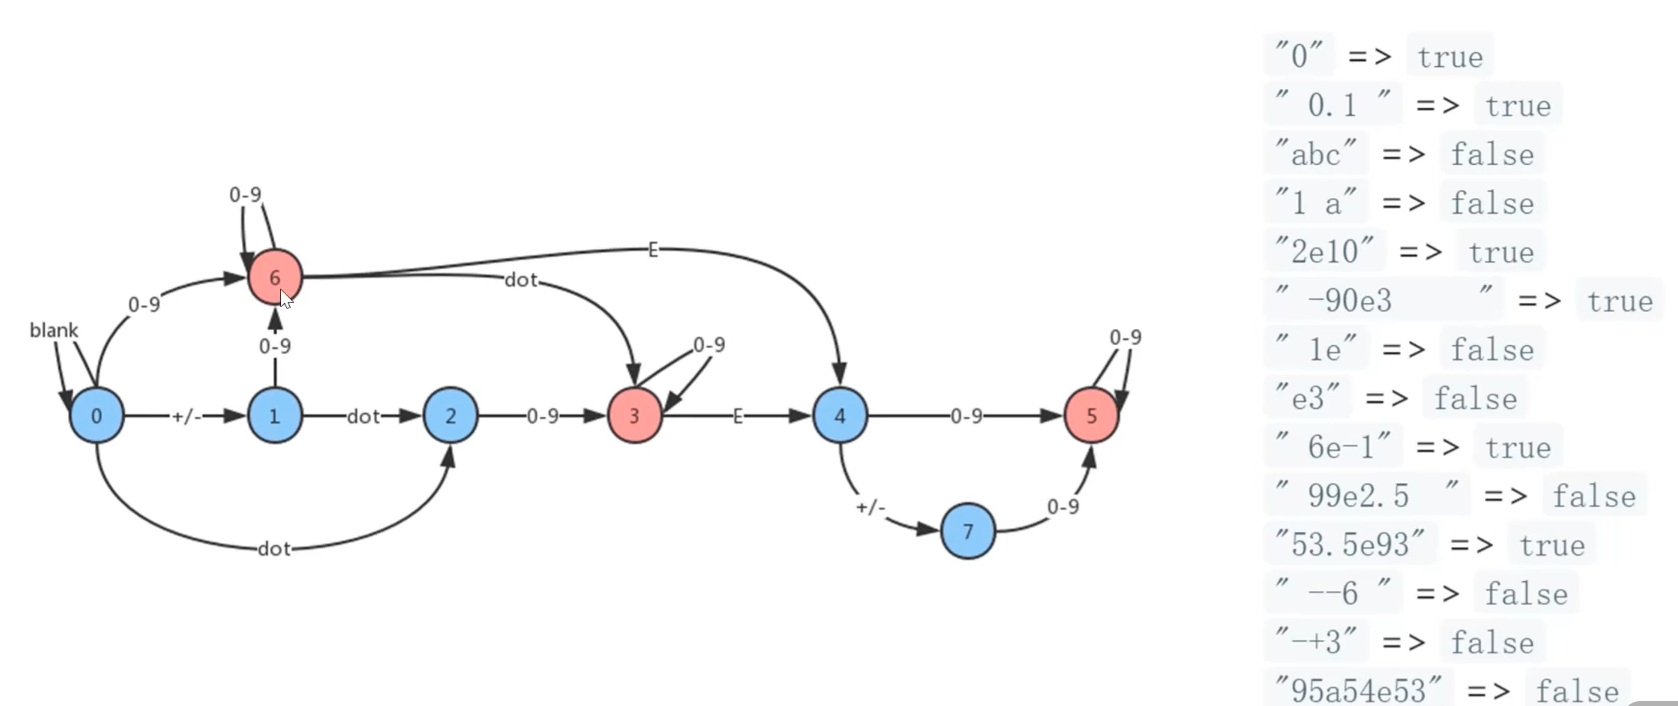 0-9
E
6
dot
0-9
blank
0-9
0-9
0-9
0
+/-
1
dot
2
0-9
3
E
4
0-9
5
+/-
0-9
7
dot
"0" => true
" 0.1 " => true
"abc" => false
"1 a" => false
"2e10" => true
" -90e3   " => true
" 1e" => false
"e3" => false
" 6e-1" => true
" 99e2.5  " => false
"53.5e93" => true
" --6 " => false
"-+3" => false
"95a54e53" => false